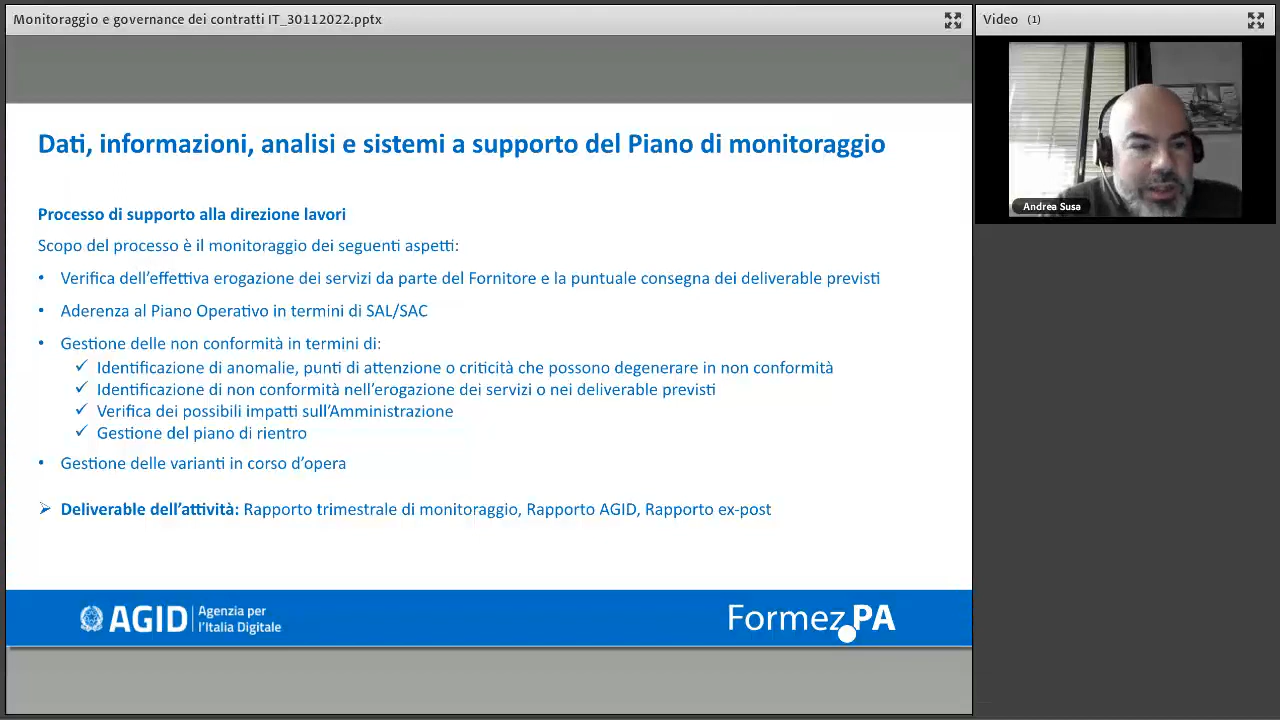 Monitoraggio e governance dei contratti IT_30112022.pptx
Video (1)
Dati, informazioni, analisi e sistemi a supporto del Piano di monitoraggio
Processo di supporto alla direzione lavori
Scopo del processo è il monitoraggio dei seguenti aspetti:
• Verifica dell'effettiva erogazione dei servizi da parte del Fornitore e la puntuale consegna dei deliverable previsti
• Aderenza al Piano Operativo in termini di SAL/SAC
• Gestione delle non conformità in termini di:
✓ Identificazione di anomalie, punti di attenzione o criticità che possono degenerare in non conformità
✓ Identificazione di non conformità nell'erogazione dei servizi o nei deliverable previsti
✓ Verifica dei possibili impatti sull'Amministrazione
✓ Gestione del piano di rientro
• Gestione delle varianti in corso d'opera
➢ Deliverable dell'attività: Rapporto trimestrale di monitoraggio, Rapporto AGID, Rapporto ex-post
AGID
Agenzia per
l'Italia Digitale
Formez PA
Andrea Susa